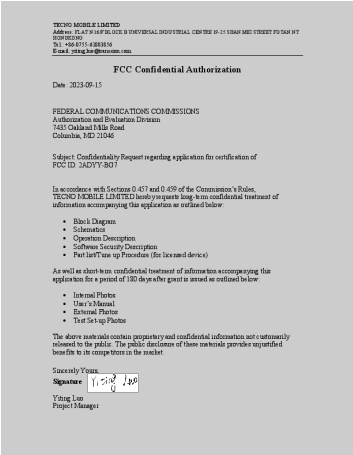 TECNO MOBILE LIMITED
Address: FLAT N 16/F BLOCK B UNIVERSAL INDUSTRIAL CENTRE 19-25 SHAN MEI STREET FOTAN NT
HONGKONG
Tel.: +86-0755-83803856
E-mail: yiting.luo@transsion.com
FCC Confidential Authorization
Date: 2023-09-15
FEDERAL COMMUNICATIONS COMMISSIONS
Authorization and Evaluation Division
7435 Oakland Mills Road
Columbia, MD 21046
Subject: Confidentiality Request regarding application for certification of
FCC ID: 2ADYY-BG7
In accordance with Sections 0.457 and 0.459 of the Commission's Rules,
TECNO MOBILE LIMITED hereby requests long-term confidential treatment of
information accompanying this application as outlined below:
• Block Diagram
• Schematics
• Operation Description
• Software Security Description
• Part list/Tune up Procedure (for licensed device)
As well as short-term confidential treatment of information accompanying this
application for a period of 180 days after grant is issued as outlined below:
• Internal Photos
• User's Manual
• External Photos
• Test Set-up Photos
The above materials contain proprietary and confidential information not customarily
released to the public. The public disclosure of these materials provides unjustified
benefits to its competitors in the market.
Sincerely Yours,
Signature Yiting Luo
Yiting Luo
Project Manager